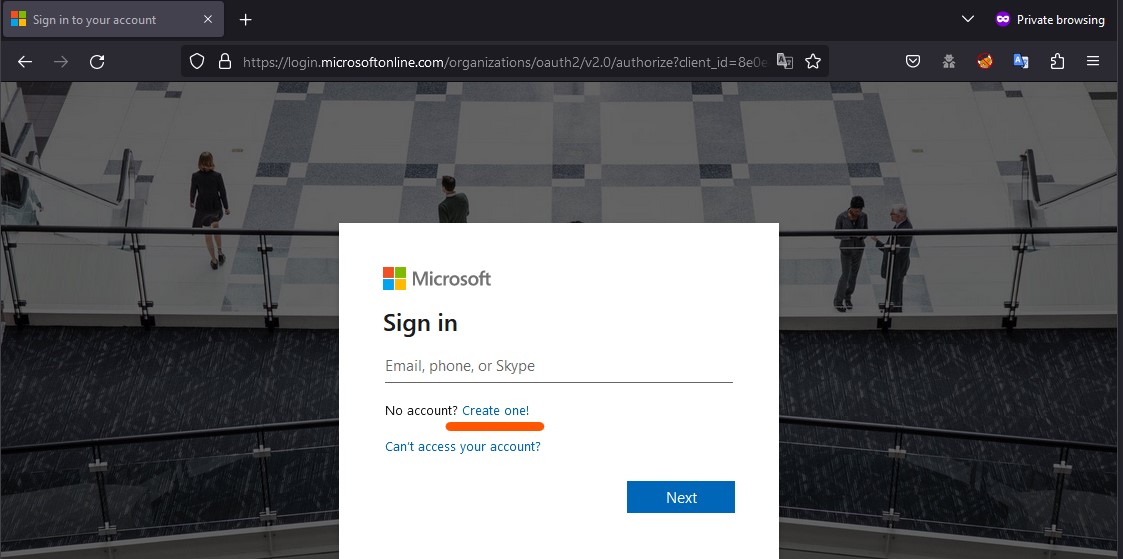 Sign in to your account
Private browsing
https://login.microsoftonline.com/organizations/oauth2/v2.0/authorize?client_id=8e0e
Microsoft
Sign in
Email, phone, or Skype
No account? Create one!
Can't access your account?
Next